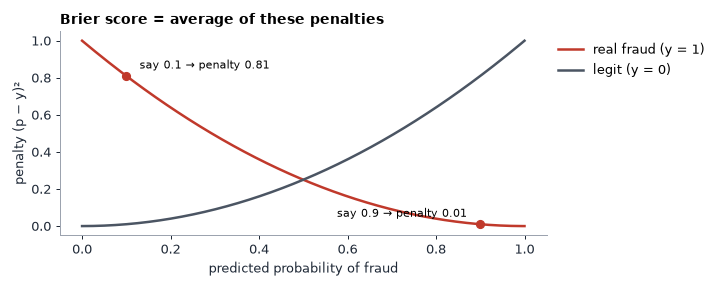 Brier score = average of these penalties
real fraud (y = 1)
legit (y = 0)
penalty (p − y)²
1.0
0.8
0.6
0.4
0.2
0.0
say 0.1 → penalty 0.81
say 0.9 → penalty 0.01
0.0
0.2
0.4
0.6
0.8
1.0
predicted probability of fraud